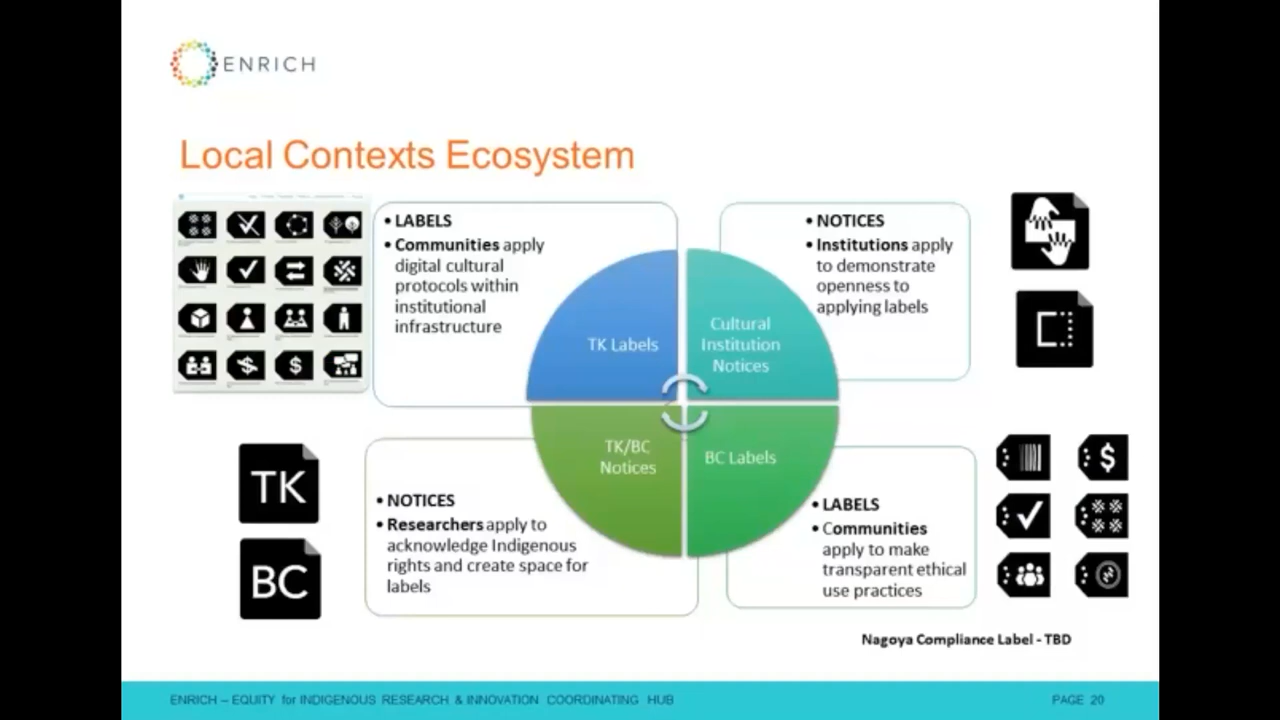 ENRICH
Local Contexts Ecosystem
• LABELS
• Communities apply
digital cultural
protocols within
institutional
infrastructure
• NOTICES
• Institutions apply
to demonstrate
openness to
applying labels
TK Labels
Cultural
Institution
Notices
TK/BC
Notices
BC Labels
TK
BC
• NOTICES
• Researchers apply to
acknowledge Indigenous
rights and create space for
labels
• LABELS
• Communities
apply to make
transparent ethical
use practices
Nagoya Compliance Label - TBD
ENRICH – EQUITY for INDIGENOUS RESEARCH & INNOVATION COORDINATING HUB
PAGE 20